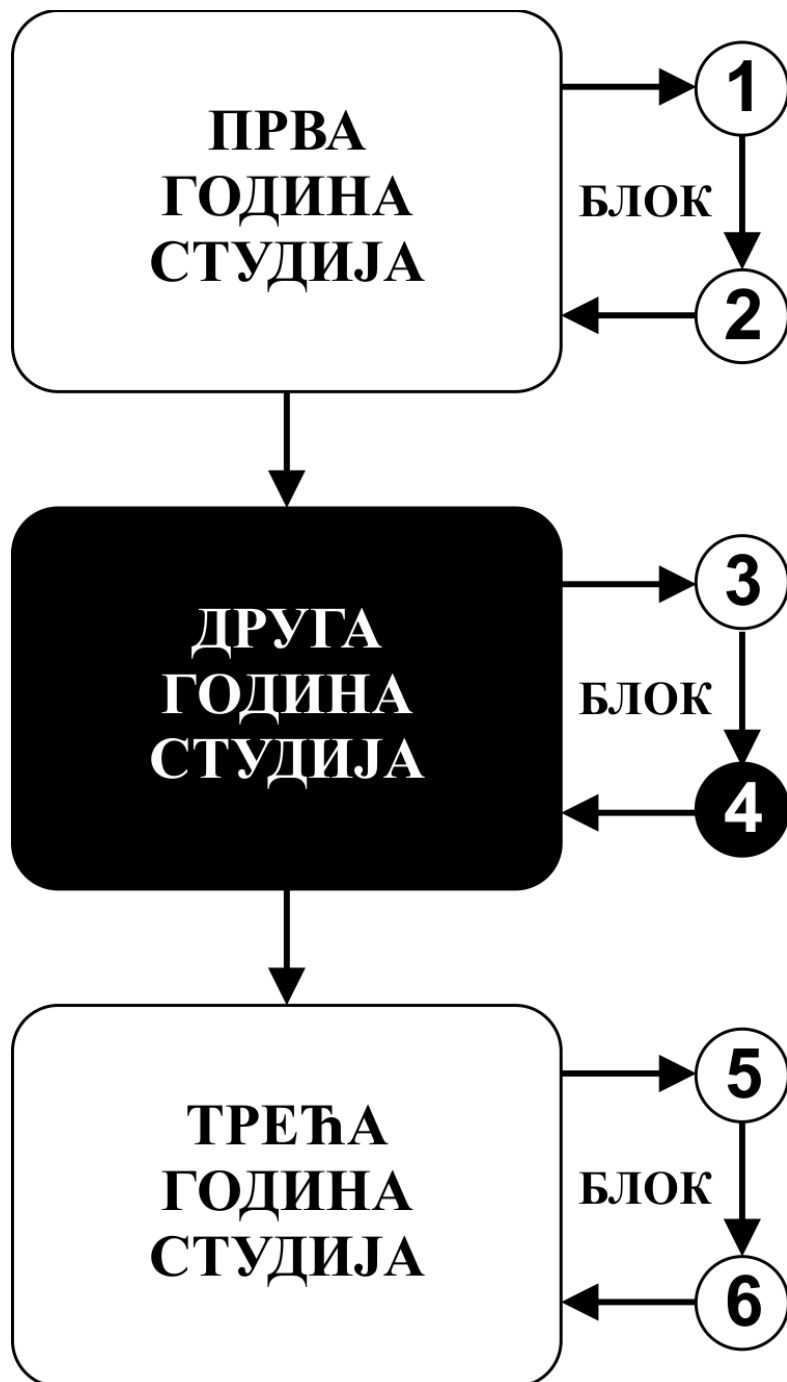 ПРВА
ГОДИНА
СТУДИЈА
1
БЛОК
2
ДРУГА
ГОДИНА
СТУДИЈА
3
БЛОК
4
ТРЕЋА
ГОДИНА
СТУДИЈА
5
БЛОК
6